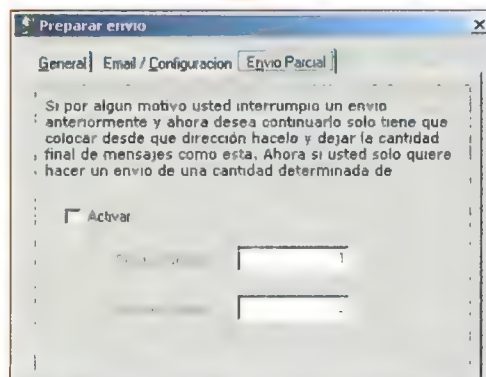 Preparar envio
General Email / Configuracion Envio Parcial
Si por algun motivo usted interrumpio un envio
anteriormente y ahora desea continuarlo solo tiene que
colocar desde que dirección hacelo y dejar la cantidad
final de mensajes como esta. Ahora si usted solo quiere
hacer un envio de una cantidad determinada de
Activar
1